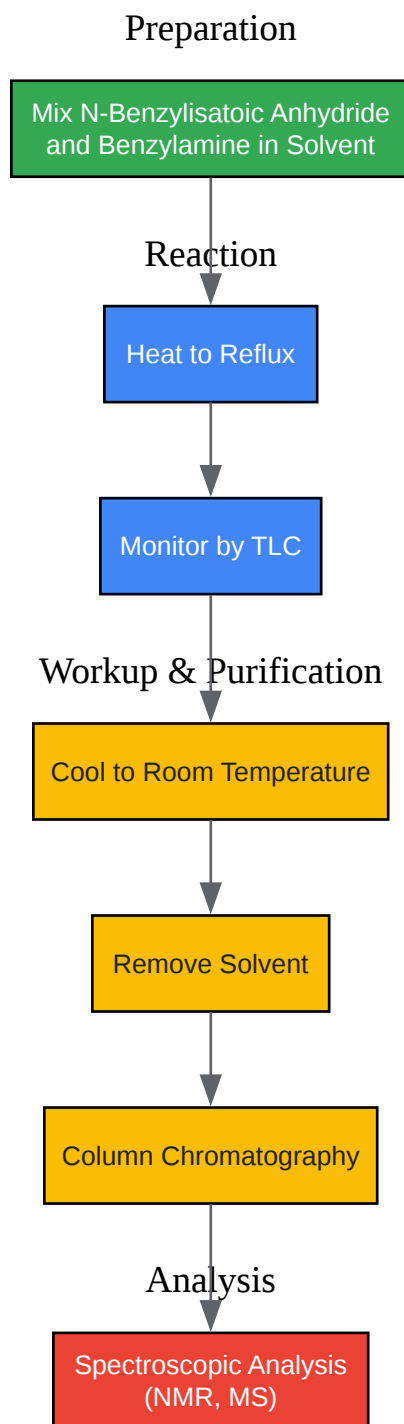 Preparation
Mix N-Benzylisatoic Anhydride
and Benzylamine in Solvent
Reaction
Heat to Reflux
Monitor by TLC
Workup & Purification
Cool to Room Temperature
Remove Solvent
Column Chromatography
Analysis
Spectroscopic Analysis
(NMR, MS)